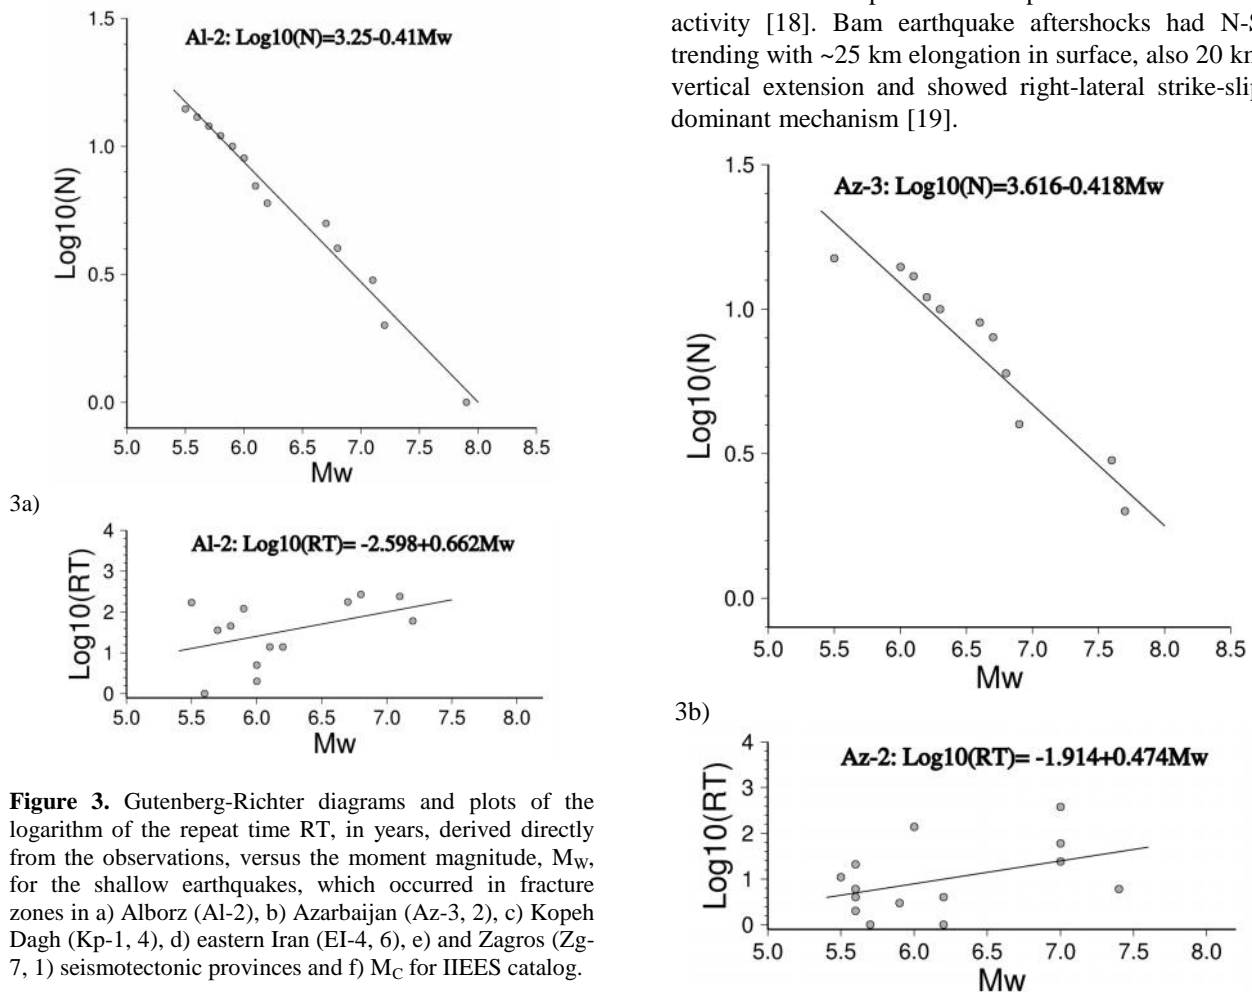 Al-2: Log10(N)=3.25-0.41Mw
1.5
1.0
0.5
0.0
Log10(N)
5.0 5.5 6.0 6.5 7.0 7.5 8.0 8.5
Mw
3a)
Al-2: Log10(RT)= -2.598+0.662Mw
4
3
2
1
0
Log10(RT)
5.0 5.5 6.0 6.5 7.0 7.5 8.0
Mw
Figure 3. Gutenberg-Richter diagrams and plots of the
logarithm of the repeat time RT, in years, derived directly
from the observations, versus the moment magnitude, MW,
for the shallow earthquakes, which occurred in fracture
zones in a) Alborz (Al-2), b) Azarbaijan (Az-3, 2), c) Kopeh
Dagh (Kp-1, 4), d) eastern Iran (EI-4, 6), e) and Zagros (Zg-
7, 1) seismotectonic provinces and f) MC for IIEES catalog.
activity [18]. Bam earthquake aftershocks had N-S
trending with ~25 km elongation in surface, also 20 km
vertical extension and showed right-lateral strike-slip
dominant mechanism [19].
Az-3: Log10(N)=3.616-0.418Mw
1.5
1.0
0.5
0.0
Log10(N)
5.0 5.5 6.0 6.5 7.0 7.5 8.0 8.5
Mw
3b)
Az-2: Log10(RT)= -1.914+0.474Mw
4
3
2
1
0
Log10(RT)
5.0 5.5 6.0 6.5 7.0 7.5 8.0
Mw